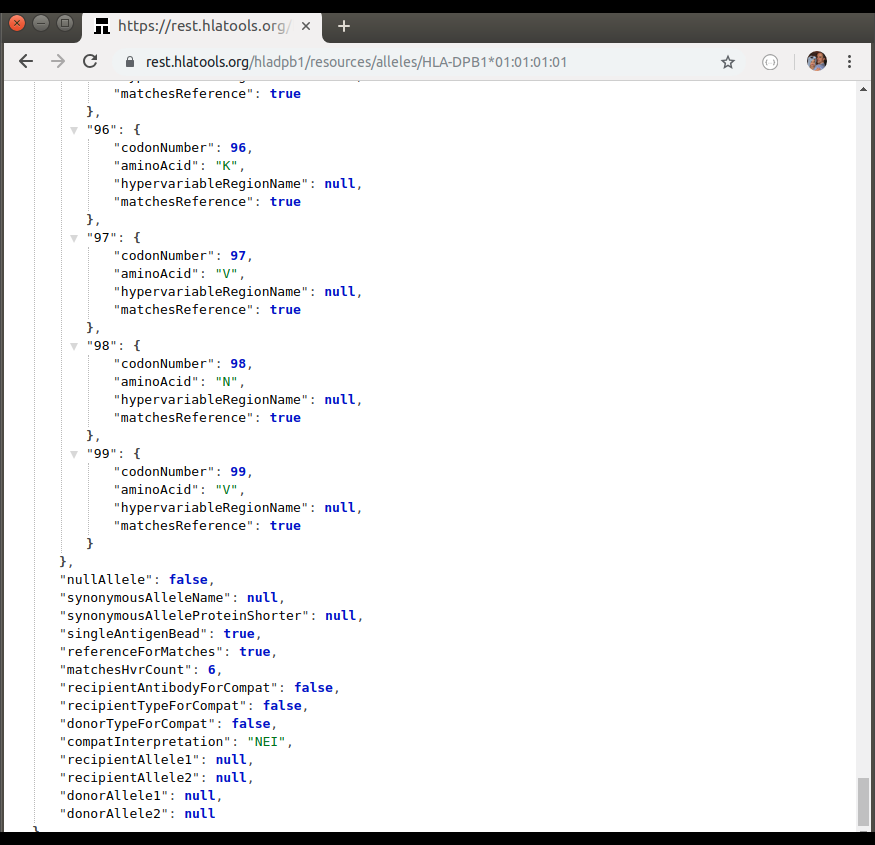 https://rest.hlatools.org/
rest.hlatools.org/hladpb1/resources/alleles/HLA-DPB1*01:01:01:01
"matchesReference": true
},
"96": {
"codonNumber": 96,
"aminoAcid": "K",
"hypervariableRegionName": null,
"matchesReference": true
},
"97": {
"codonNumber": 97,
"aminoAcid": "V",
"hypervariableRegionName": null,
"matchesReference": true
},
"98": {
"codonNumber": 98,
"aminoAcid": "N",
"hypervariableRegionName": null,
"matchesReference": true
},
"99": {
"codonNumber": 99,
"aminoAcid": "V",
"hypervariableRegionName": null,
"matchesReference": true
}
},
"nullAllele": false,
"synonymousAlleleName": null,
"synonymousAlleleProteinShorter": null,
"singleAntigenBead": true,
"referenceForMatches": true,
"matchesHvrCount": 6,
"recipientAntibodyForCompat": false,
"recipientTypeForCompat": false,
"donorTypeForCompat": false,
"compatInterpretation": "NEI",
"recipientAllele1": null,
"recipientAllele2": null,
"donorAllele1": null,
"donorAllele2": null
}